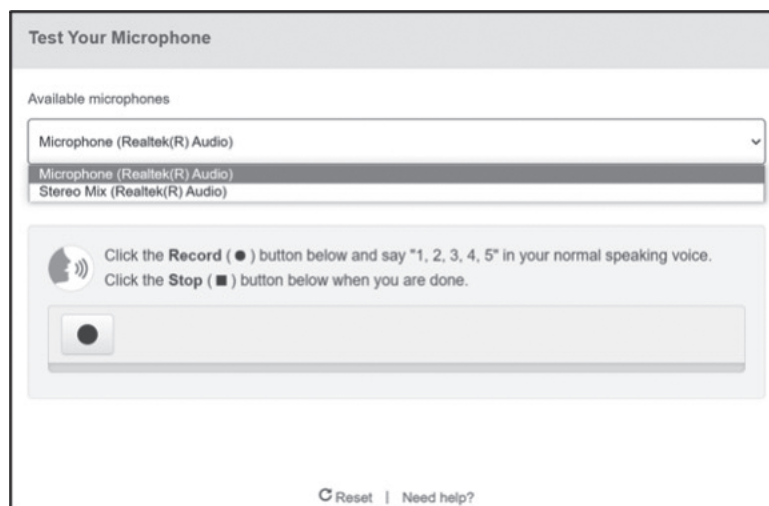 Test Your Microphone
Available microphones
Microphone (Realtek(R) Audio)
Microphone (Realtek(R) Audio)
Stereo Mix (Realtek(R) Audio)
Click the Record ( ● ) button below and say "1, 2, 3, 4, 5" in your normal speaking voice.
Click the Stop ( ■ ) button below when you are done.
Reset | Need help?